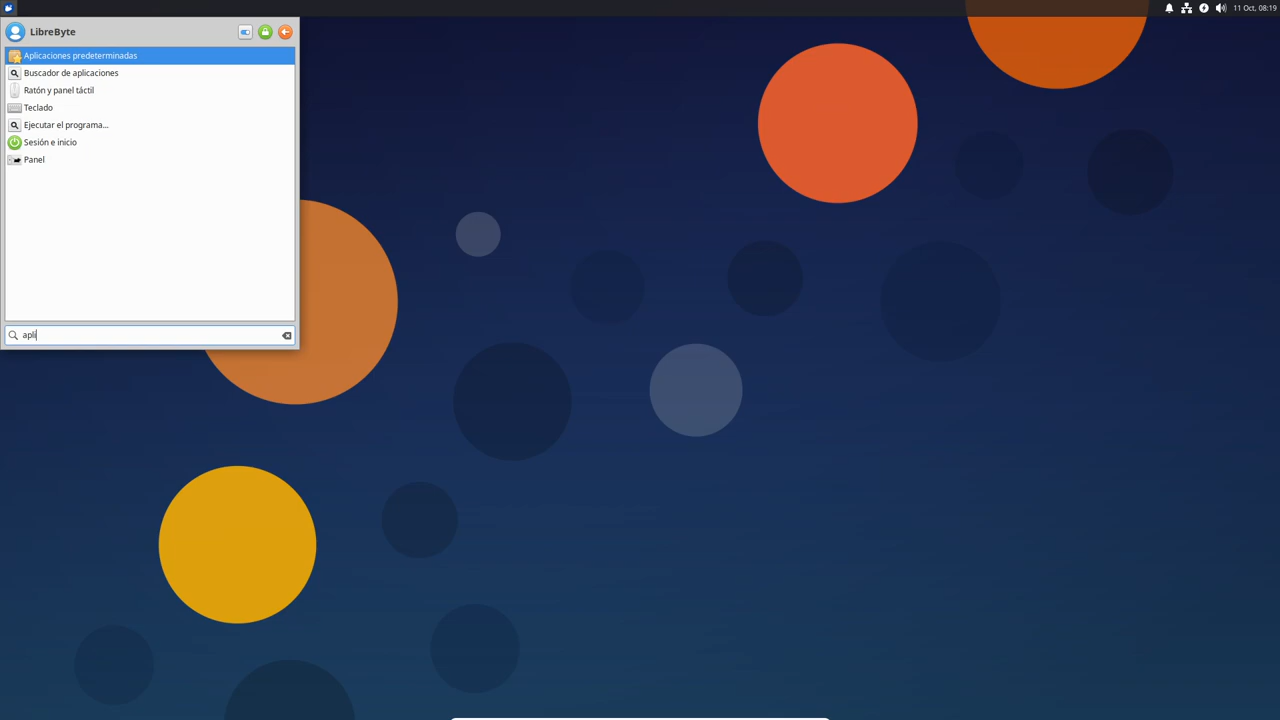 11 Oct, 08:19
LibreByte
Aplicaciones predeterminadas
Buscador de aplicaciones
Ratón y panel táctil
Teclado
Ejecutar el programa...
Sesión e inicio
Panel
apli